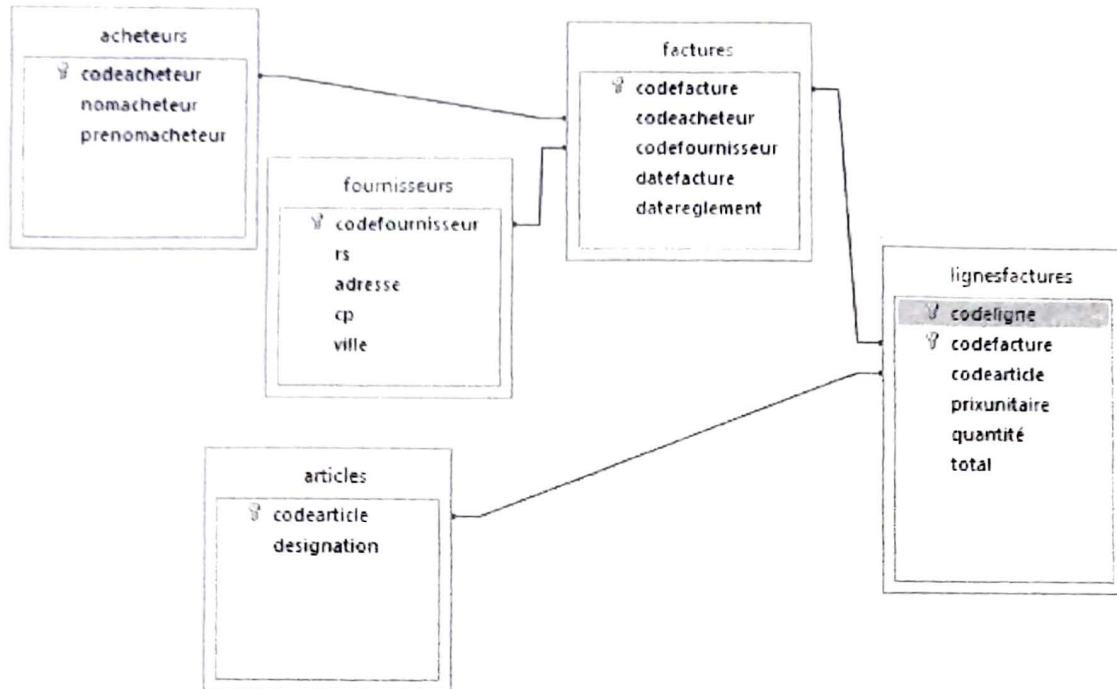 acheteurs
codeacheteur
nomacheteur
prenomacheteur
fournisseurs
codefournisseur
rs
adresse
cp
ville
factures
codefacture
codeacheteur
codefournisseur
datefacture
datereglement
lignesfactures
codeligne
codefacture
codearticle
prixunitaire
quantité
total
articles
codearticle
designation